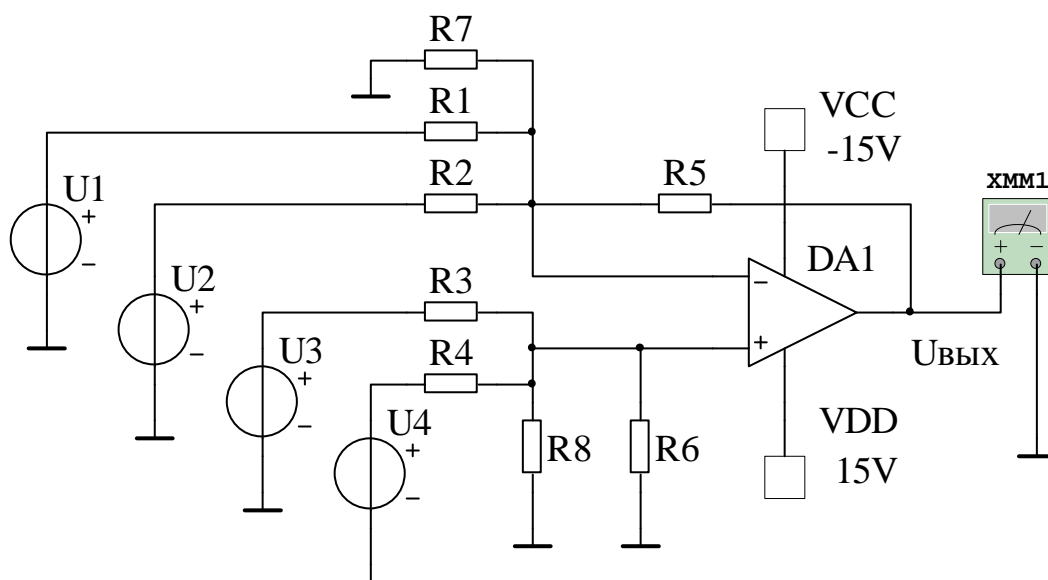 R7
R1
VCC
-15V
R2
R5
XMM1
U1
+
−
+ −
U2
+
−
DA1
−
+
R3
U3
+
−
R4
Uвых
U4
+
−
R8
R6
VDD
15V